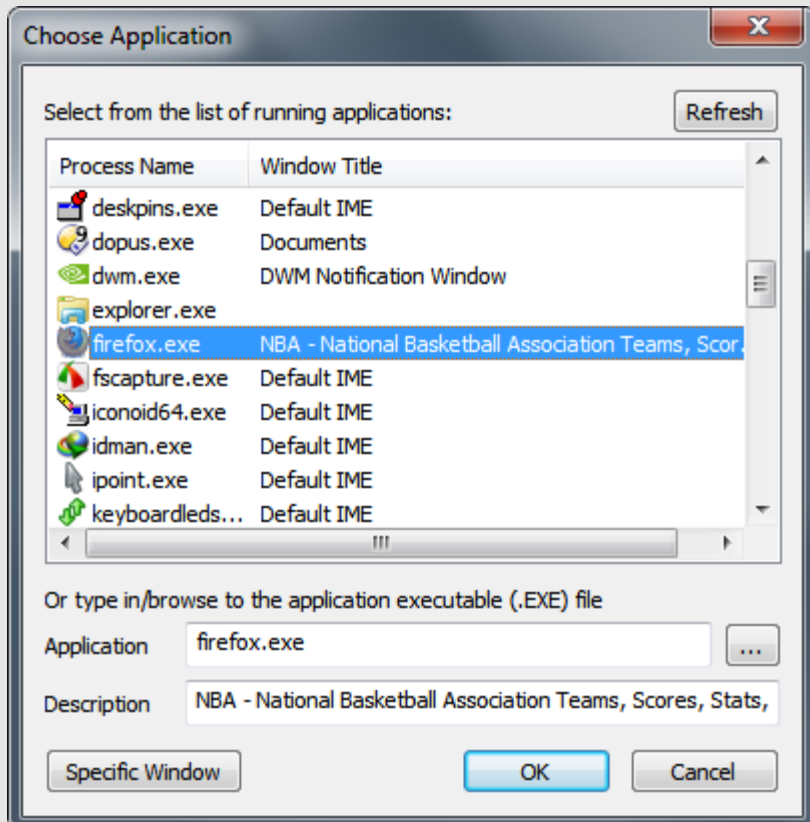 Choose Application
Select from the list of running applications: Refresh
Process Name Window Title
deskpins.exe Default IME
dopus.exe Documents
dwm.exe DWM Notification Window
explorer.exe
firefox.exe NBA - National Basketball Association Teams, Scor.
fscapture.exe Default IME
iconoid64.exe Default IME
idman.exe Default IME
ipoint.exe Default IME
keyboardleds... Default IME
Or type in/browse to the application executable (.EXE) file
Application firefox.exe ...
Description NBA - National Basketball Association Teams, Scores, Stats,
Specific Window OK Cancel